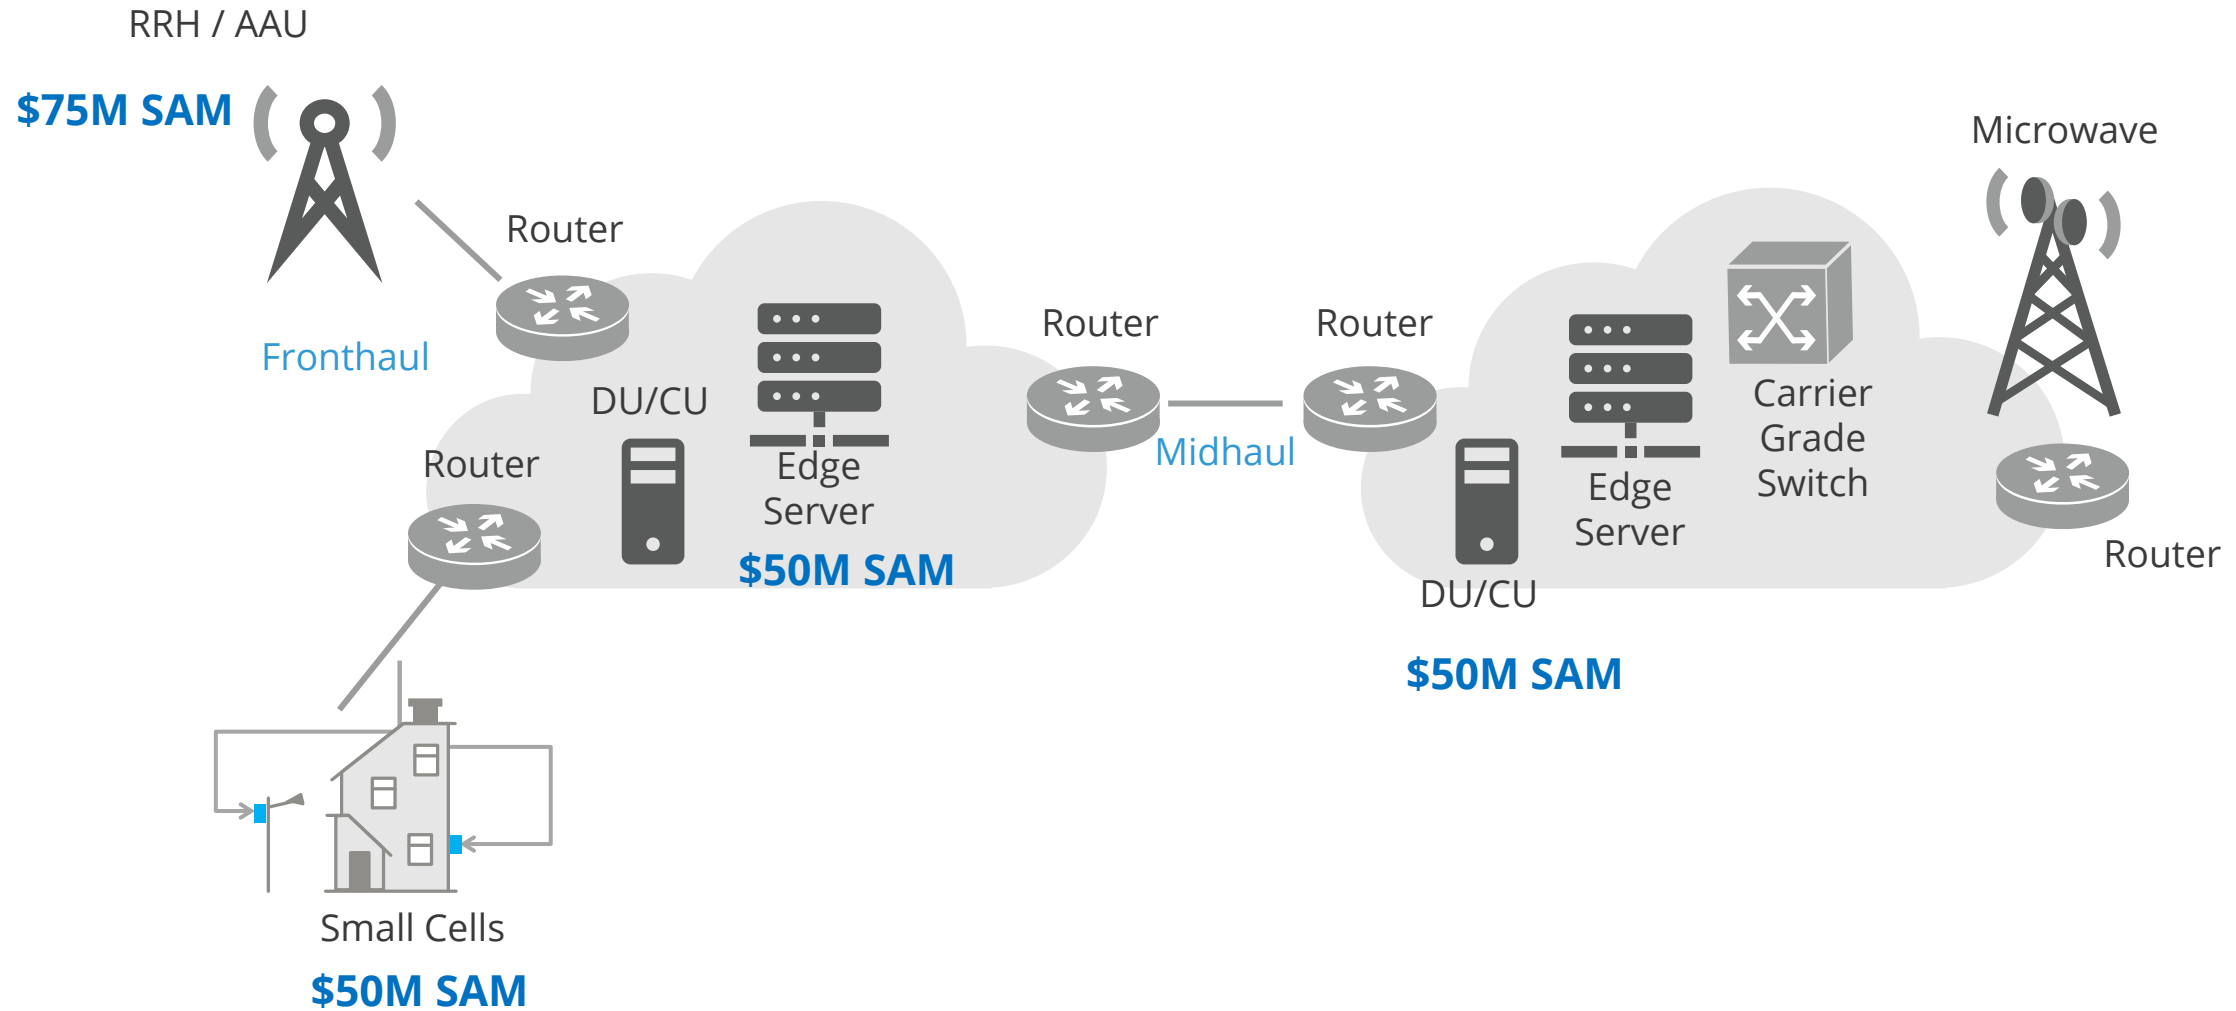 RRH / AAU
$75M SAM
Microwave
Router
Router
Router
Fronthaul
DU/CU
Carrier
Grade
Switch
Midhaul
Router
Edge
Server
Edge
Server
Router
$50M SAM
DU/CU
$50M SAM
Small Cells
$50M SAM